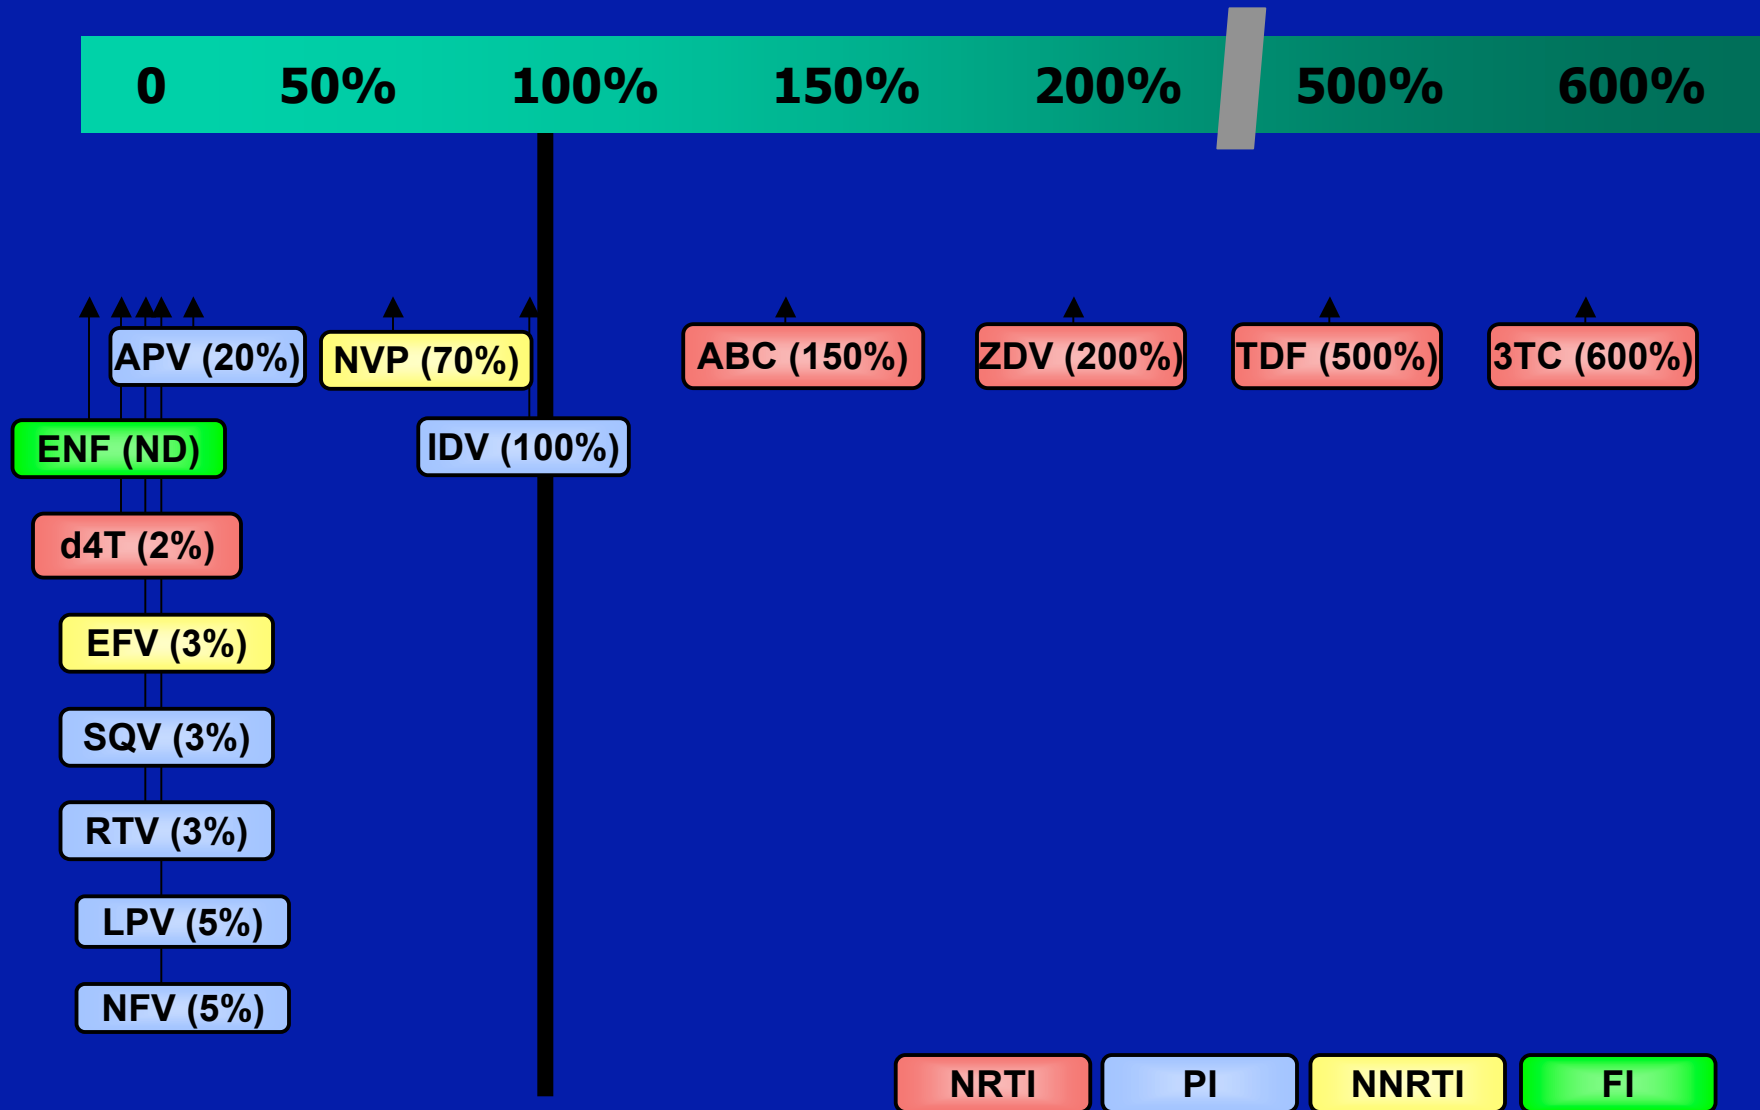 0 50% 100% 150% 200% 500% 600%
APV (20%) NVP (70%) ABC (150%) ZDV (200%) TDF (500%) 3TC (600%)
ENF (ND) IDV (100%)
d4T (2%)
EFV (3%)
SQV (3%)
RTV (3%)
LPV (5%)
NFV (5%)
NRTI PI NNRTI FI